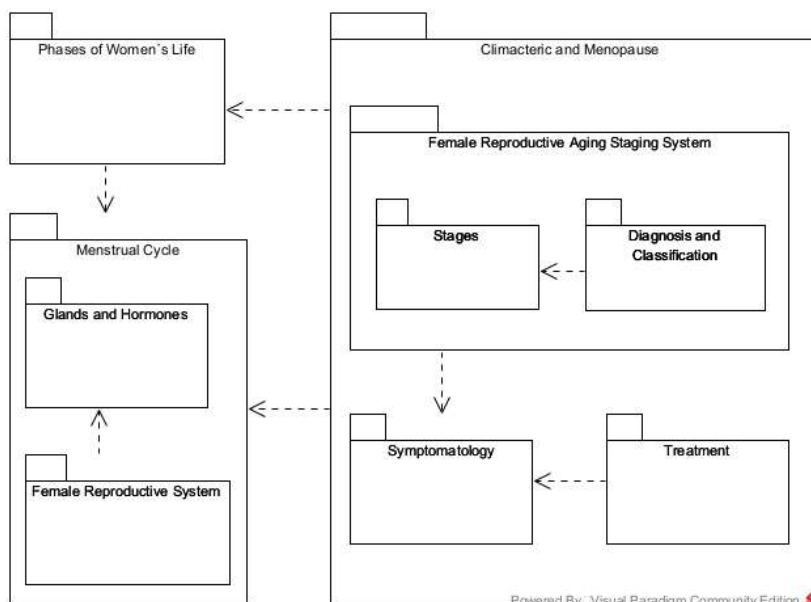 Phases of Women´s Life
Climacteric and Menopause
Female Reproductive Aging Staging System
Stages
Diagnosis and
Classification
Menstrual Cycle
Glands and Hormones
Female Reproductive System
Symptomatology
Treatment
Powered By Visual Paradigm Community Edition